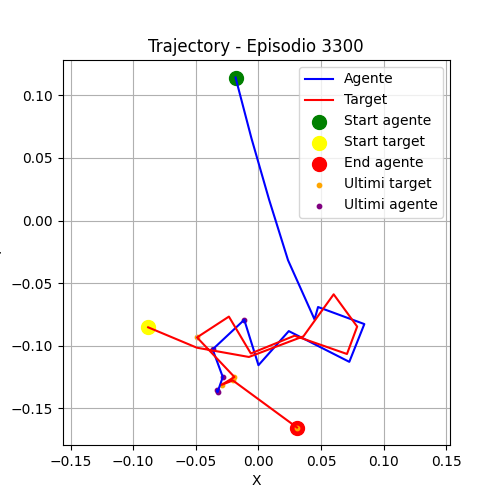 Trajectory - Episodio 3300
Agente
Target
Start agente
Start target
End agente
Ultimi target
Ultimi agente
0.10
0.05
0.00
−0.05
−0.10
−0.15
−0.15
−0.10
−0.05
0.00
0.05
0.10
0.15
X